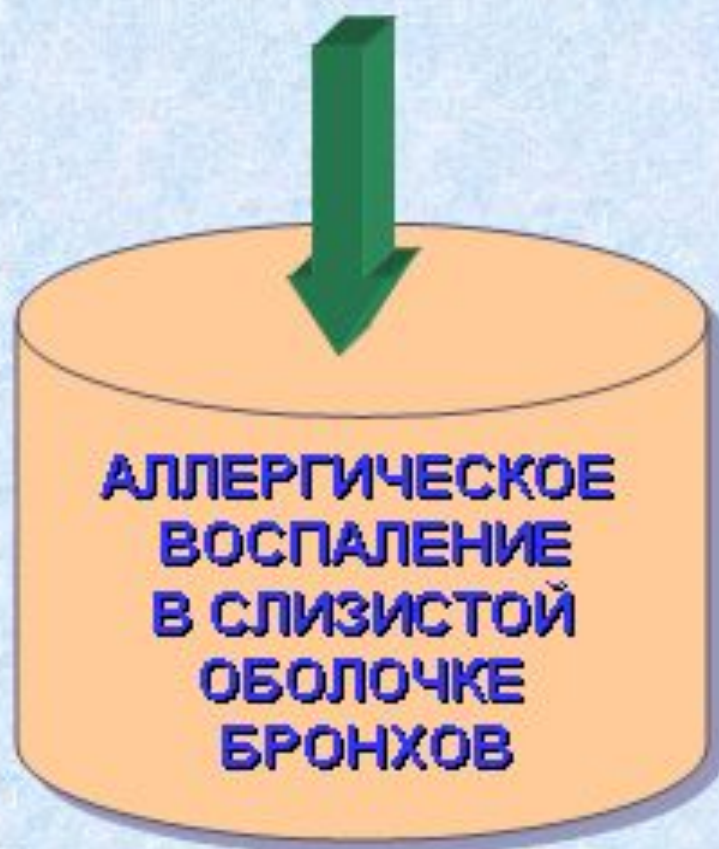 АЛЛЕРГИЧЕСКОЕ
ВОСПАЛЕНИЕ
В СЛИЗИСТОЙ
ОБОЛОЧКЕ
БРОНХОВ